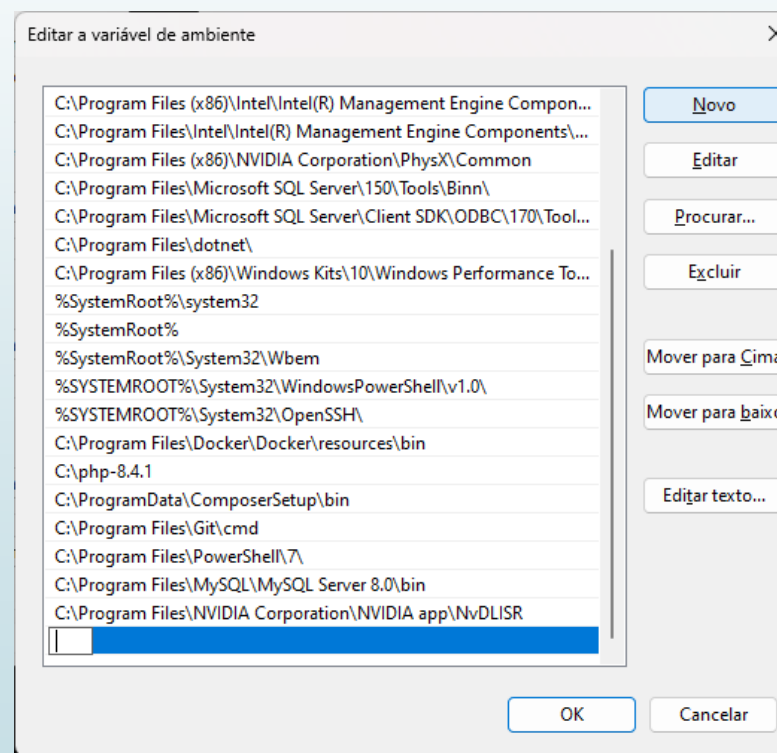 Editar a variável de ambiente
C:\Program Files (x86)\Intel\Intel(R) Management Engine Compon...
C:\Program Files\Intel\Intel(R) Management Engine Components\...
C:\Program Files (x86)\NVIDIA Corporation\PhysX\Common
C:\Program Files\Microsoft SQL Server\150\Tools\Binn\
C:\Program Files\Microsoft SQL Server\Client SDK\ODBC\170\Tool...
C:\Program Files\dotnet\
C:\Program Files (x86)\Windows Kits\10\Windows Performance To...
%SystemRoot%\system32
%SystemRoot%
%SystemRoot%\System32\Wbem
%SYSTEMROOT%\System32\WindowsPowerShell\v1.0\
%SYSTEMROOT%\System32\OpenSSH\
C:\Program Files\Docker\Docker\resources\bin
C:\php-8.4.1
C:\ProgramData\ComposerSetup\bin
C:\Program Files\Git\cmd
C:\Program Files\PowerShell\7\
C:\Program Files\MySQL\MySQL Server 8.0\bin
C:\Program Files\NVIDIA Corporation\NVIDIA app\NvDLISR
Novo
Editar
Procurar...
Excluir
Mover para Cima
Mover para baixo
Editar texto...
OK
Cancelar